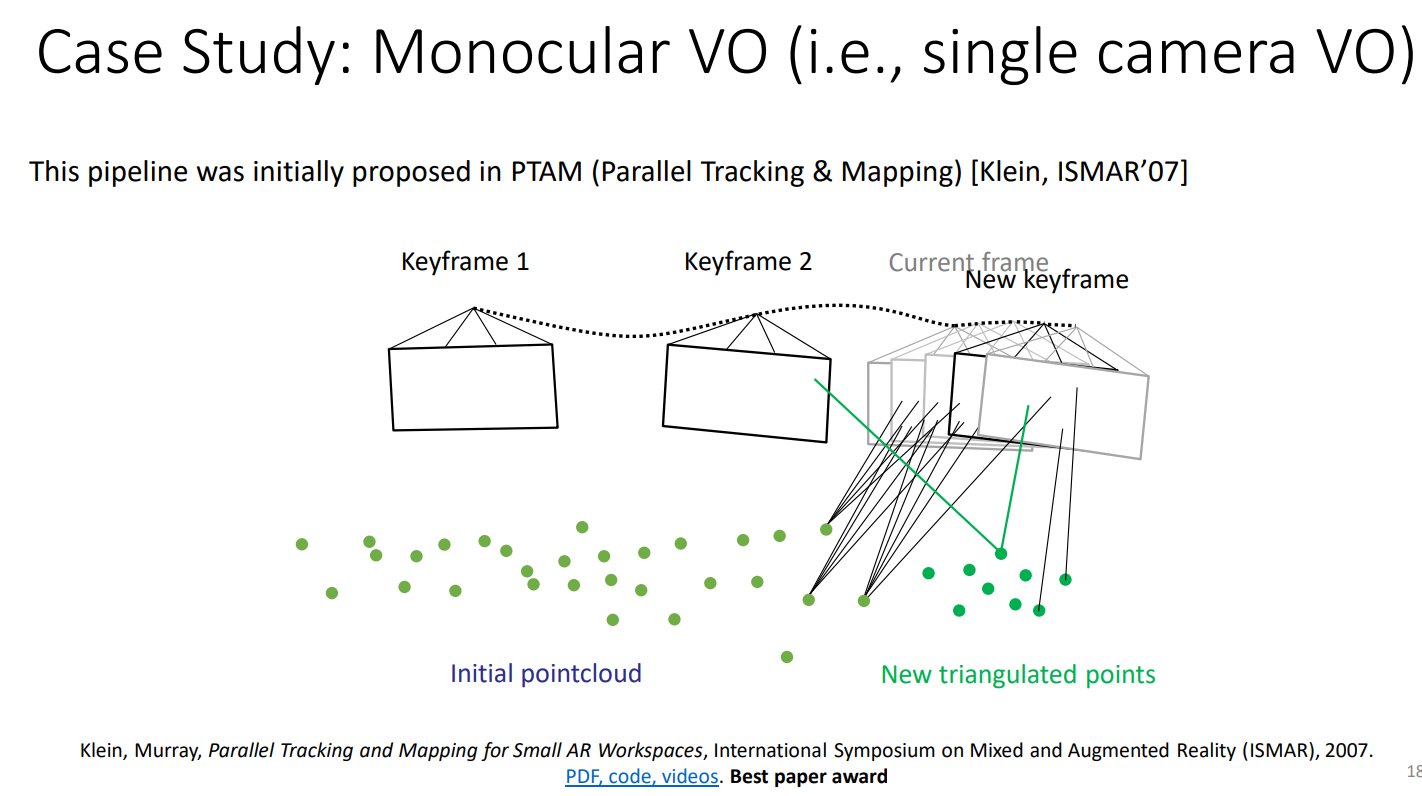 Case Study: Monocular VO (i.e., single camera VO)
This pipeline was initially proposed in PTAM (Parallel Tracking & Mapping) [Klein, ISMAR’07]
Keyframe 1
Keyframe 2
Current frame
New keyframe
Initial pointcloud
New triangulated points
Klein, Murray, Parallel Tracking and Mapping for Small AR Workspaces, International Symposium on Mixed and Augmented Reality (ISMAR), 2007.
PDF, code, videos. Best paper award
18